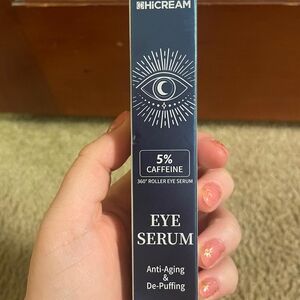 HiCREAM
5%
CAFFEINE
360° ROLLER EYE SERUM
EYE
SERUM
Anti-Aging
&
De-Puffing